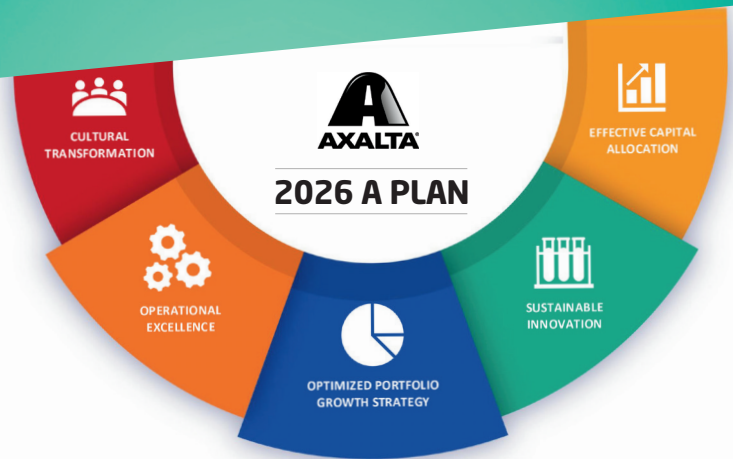 AXALTA
2026 A PLAN
CULTURAL
TRANSFORMATION
OPERATIONAL
EXCELLENCE
OPTIMIZED PORTFOLIO
GROWTH STRATEGY
SUSTAINABLE
INNOVATION
EFFECTIVE CAPITAL
ALLOCATION